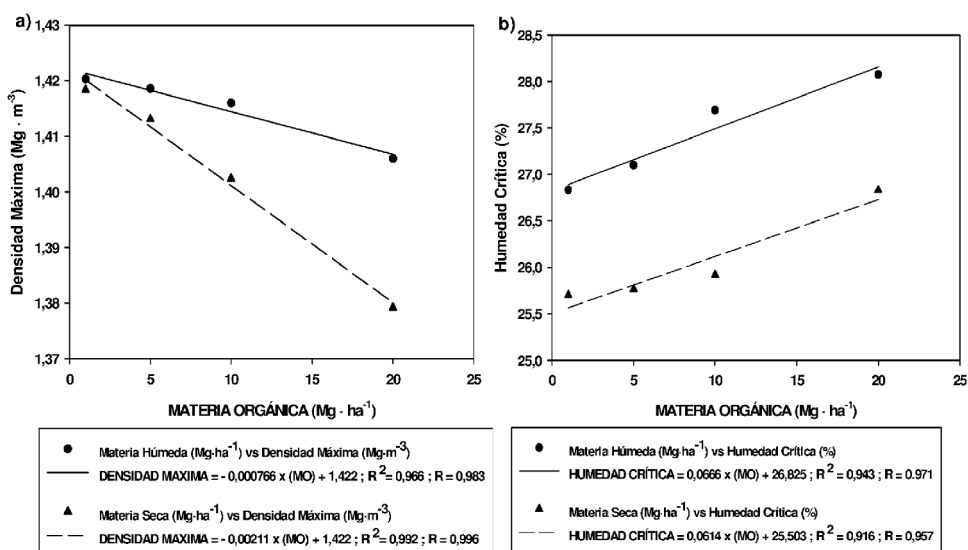 a)
1,43
1,42
1,41
1,40
1,39
1,38
1,37
Densidad Máxima (Mg · m⁻³)
0 5 10 15 20 25
MATERIA ORGÁNICA (Mg · ha⁻¹)
Materia Húmeda (Mg·ha⁻¹) vs Densidad Máxima (Mg·m⁻³)
DENSIDAD MAXIMA = - 0,000766 x (MO) + 1,422 ; R² = 0,966 ; R = 0,983
Materia Seca (Mg·ha⁻¹) vs Densidad Máxima (Mg·m⁻³)
DENSIDAD MAXIMA = - 0,00211 x (MO) + 1,422 ; R² = 0,992 ; R = 0,996
b)
28,5
28,0
27,5
27,0
26,5
26,0
25,5
25,0
Humedad Crítica (%)
0 5 10 15 20 25
MATERIA ORGÁNICA (Mg · ha⁻¹)
Materia Húmeda (Mg·ha⁻¹) vs Humedad Crítica (%)
HUMEDAD CRÍTICA = 0,0666 x (MO) + 26,825 ; R² = 0,943 ; R = 0.971
Materia Seca (Mg·ha⁻¹) vs Humedad Crítica (%)
HUMEDAD CRÍTICA = 0,0614 x (MO) + 25,503 ; R² = 0,916 ; R = 0,957